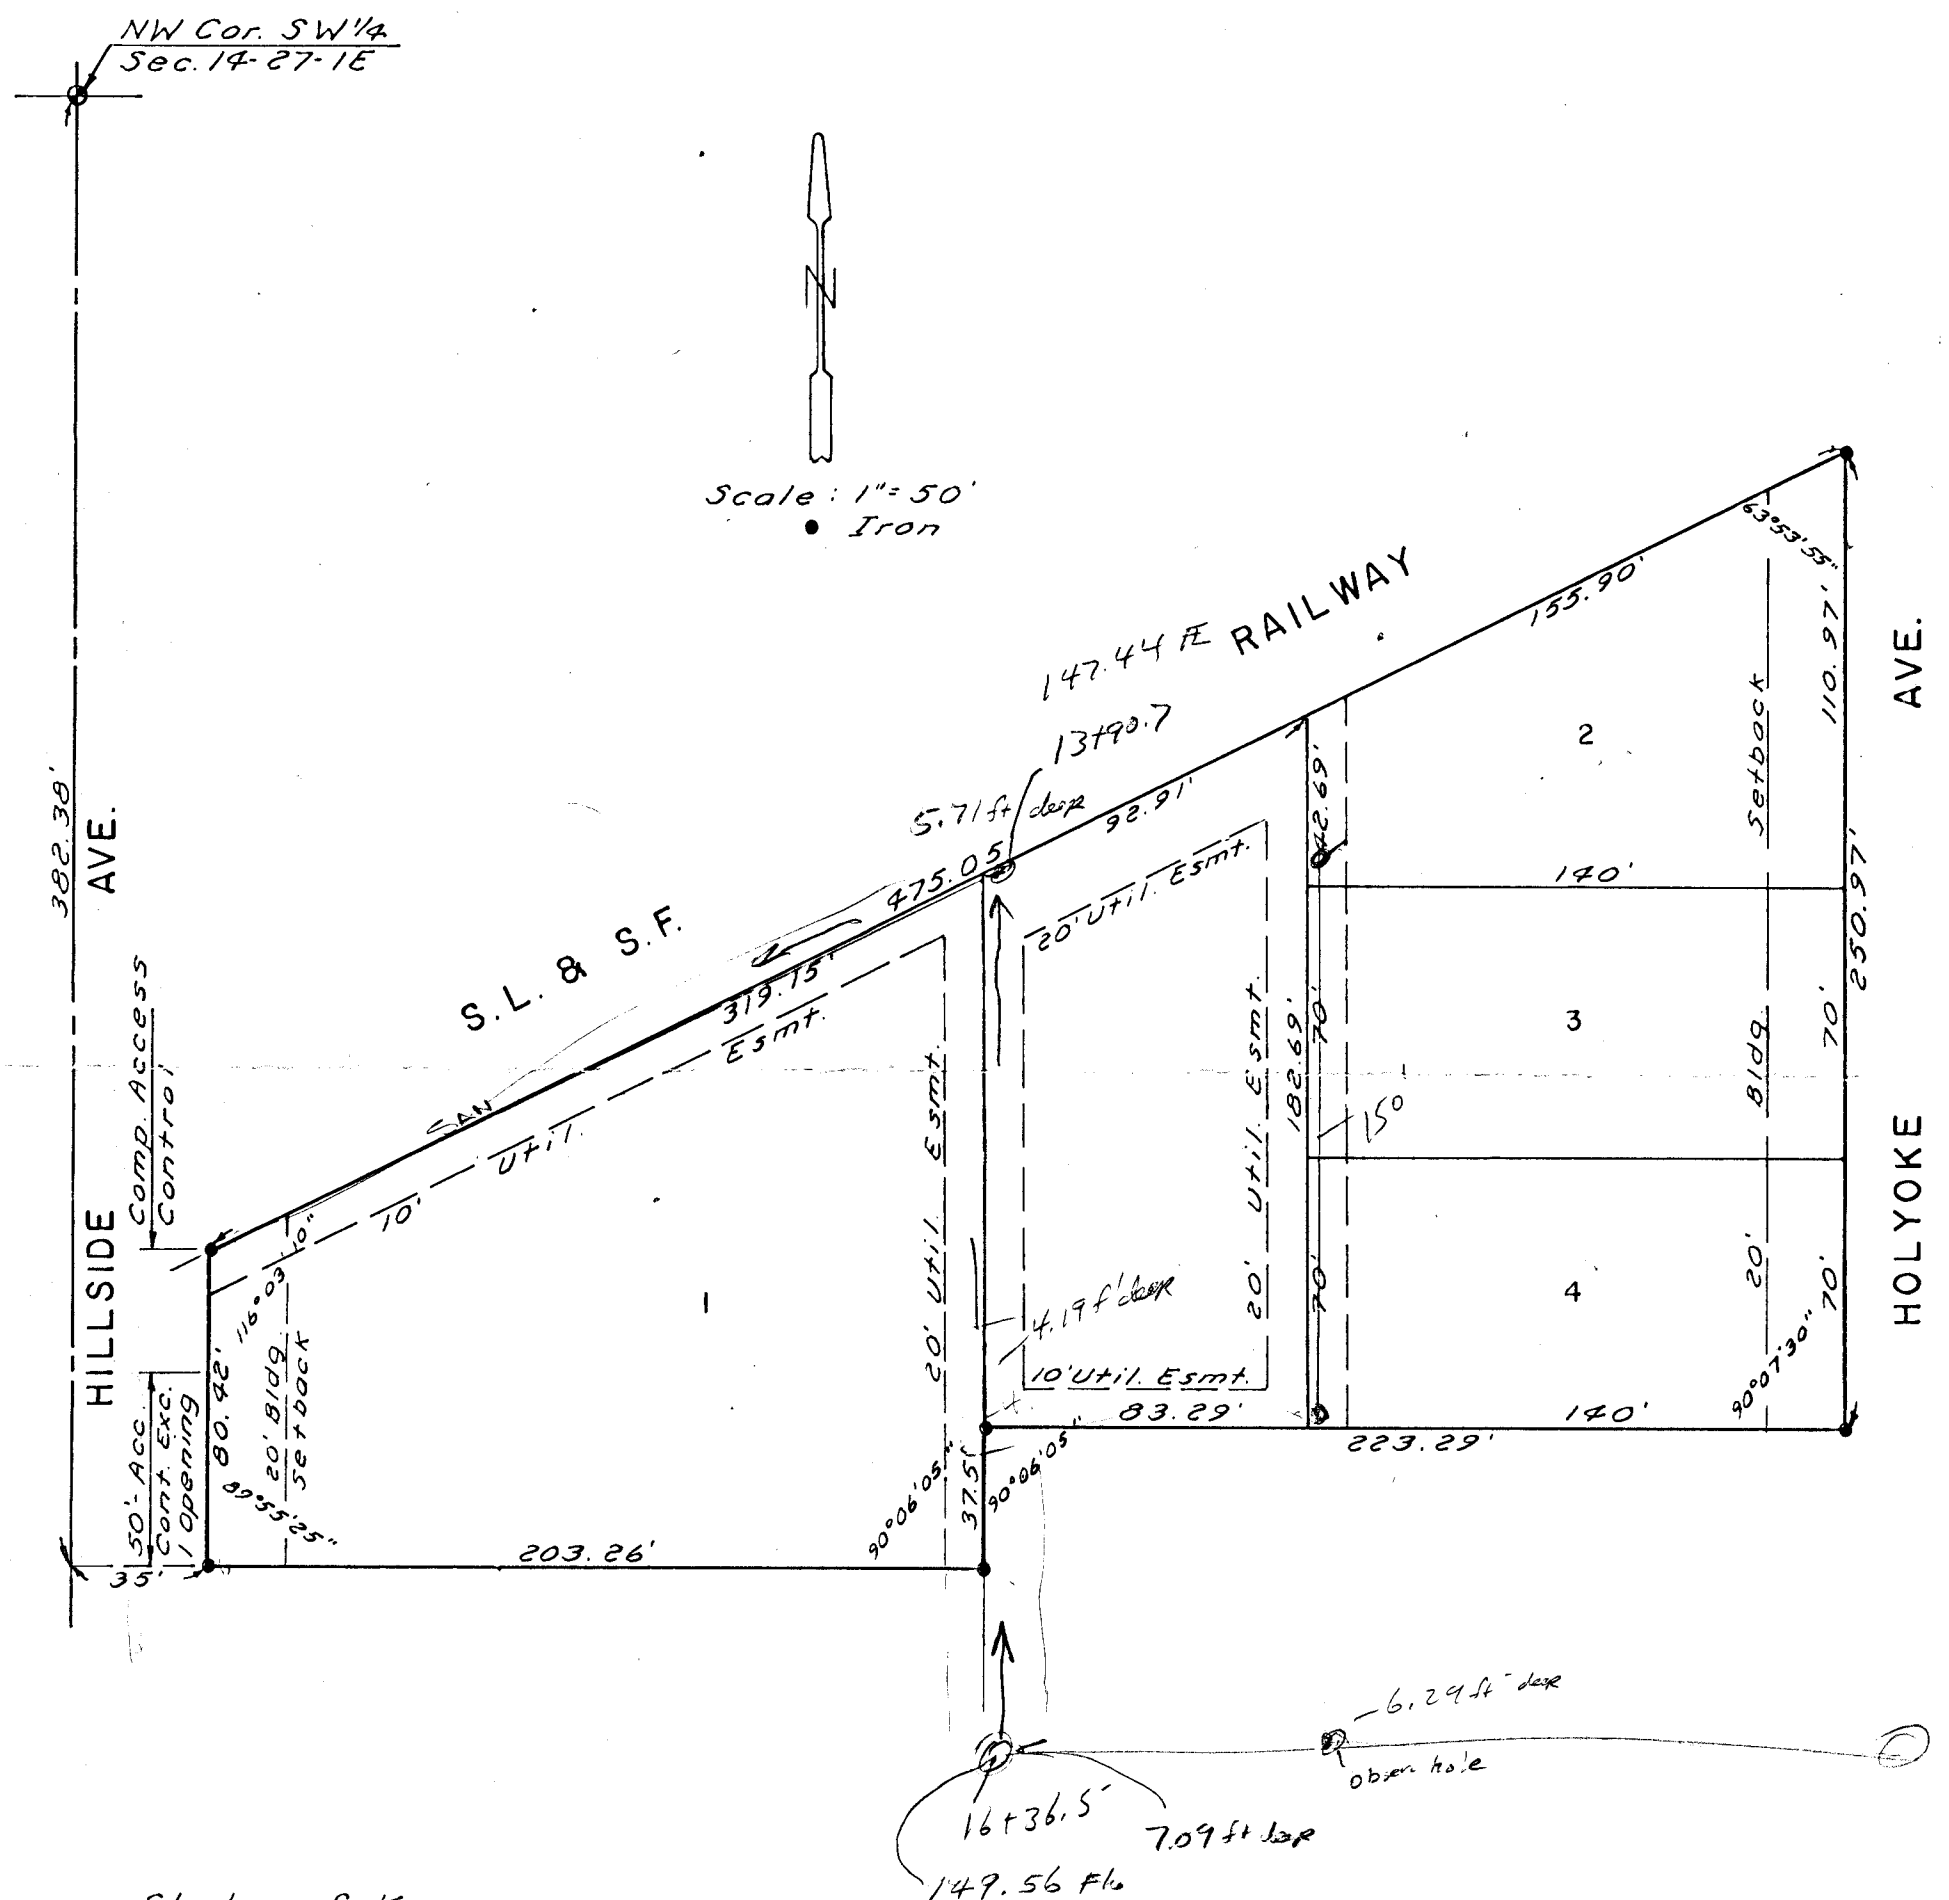 NW Cor. SW 1/4
Sec. 14-27-1E
N
Scale : 1"= 50'
Iron
63°53'55"
155.90'
RAILWAY
147.44
13+90.7
110.97'
AVE.
2
Setback
92.91'
42.69'
5.71 ft deep
475.05
20' Util. Esmt.
140'
250.97'
382.38'
AVE.
S.L. & S.F.
319.15'
Esmt.
Comp. Access
Control
SAN
Util.
10'
Util. Esmt.
20'
182.69'
70'
3
Bldg.
70'
150
HOLYOKE
HILLSIDE
116°03'10"
1
20' Util. Esmt.
4.19 ft deep
10' Util. Esmt.
70'
4
20'
70'
90°07'30"
50'- Acc.
Cont. Exc.
1 Opening
80.42'
20' Bldg.
Setback
89°55'25"
83.29'
140'
223.29'
37.5'
90°06'05"
90°06'05"
203.26'
35'
6.29 ft deep
Obser. hole
16+36.5
7.09 ft deep
149.56